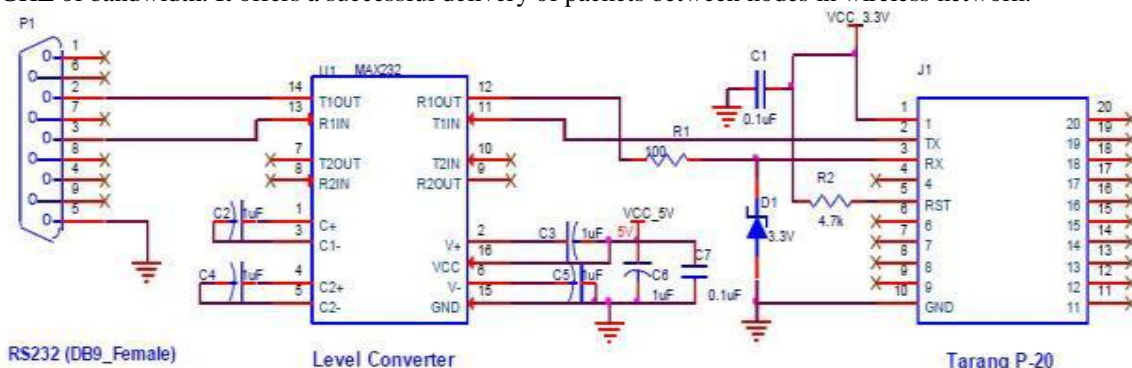 GHz of bandwidth. It offers a successful delivery of packets between nodes in wireless network.
P1
1
6
2
7
3
8
4
9
5
RS232 (DB9_Female)
U1 MAX232
14 T1OUT
13 R1IN
7 T2OUT
8 R2IN
1 C+
3 C1-
4 C2+
5 C2-
R1OUT 12
T1IN 11
T2IN 10
R2OUT 9
V+ 2
VCC 16
V- 6
GND 15
C2 1uF
C4 1uF
Level Converter
C3 1uF
C5 1uF
VCC_5V
5V
C6
1uF
C7
0.1uF
R1
100
C1
0.1uF
VCC_3.3V
D1
3.3V
R2
4.7k
J1
1 1
2 TX
3 RX
4 4
5 RST
6 6
7 7
8 8
9 9
10 GND
20 20
19 19
18 18
17 17
16 16
15 15
14 14
13 13
12 12
11 11
Tarang P-20